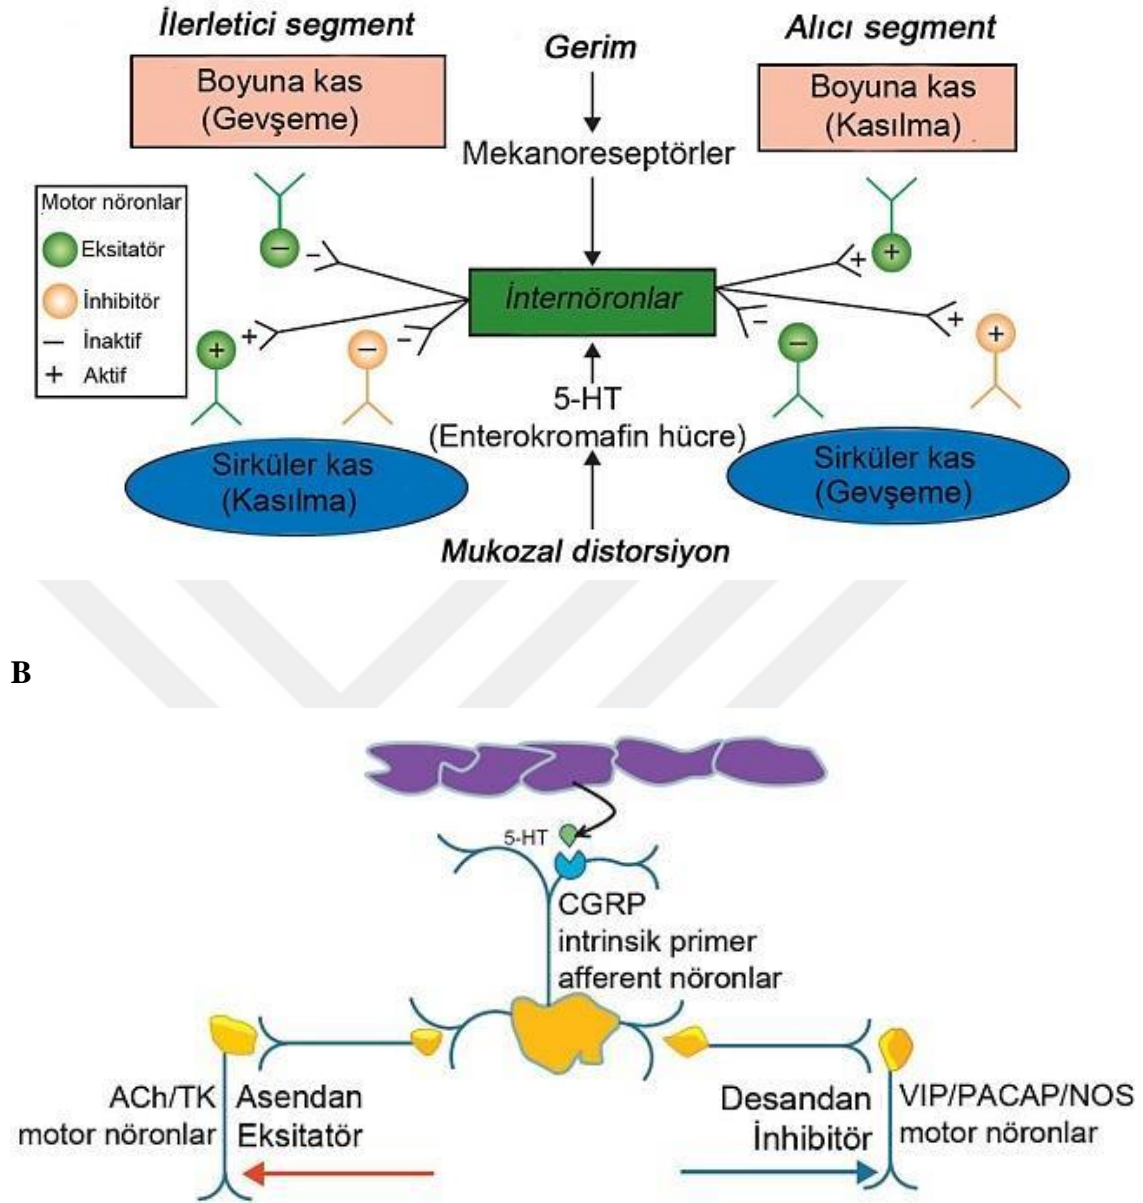 İlerletici segment
Gerim
Alıcı segment
Boyuna kas
(Gevşeme)
Boyuna kas
(Kasılma)
Mekanoreseptörler
Motor nöronlar
Eksitatör
İnhibitör
– İnaktif
+ Aktif
–
–
+
+
–
–
İnternöronlar
+
+
–
–
+
+
5-HT
(Enterokromafin hücre)
Sirküler kas
(Kasılma)
Sirküler kas
(Gevşeme)
Mukozal distorsiyon
B
5-HT
CGRP
intrinsik primer
afferent nöronlar
ACh/TK
motor nöronlar
Asendan
Eksitatör
Desandan
İnhibitör
VIP/PACAP/NOS
motor nöronlar